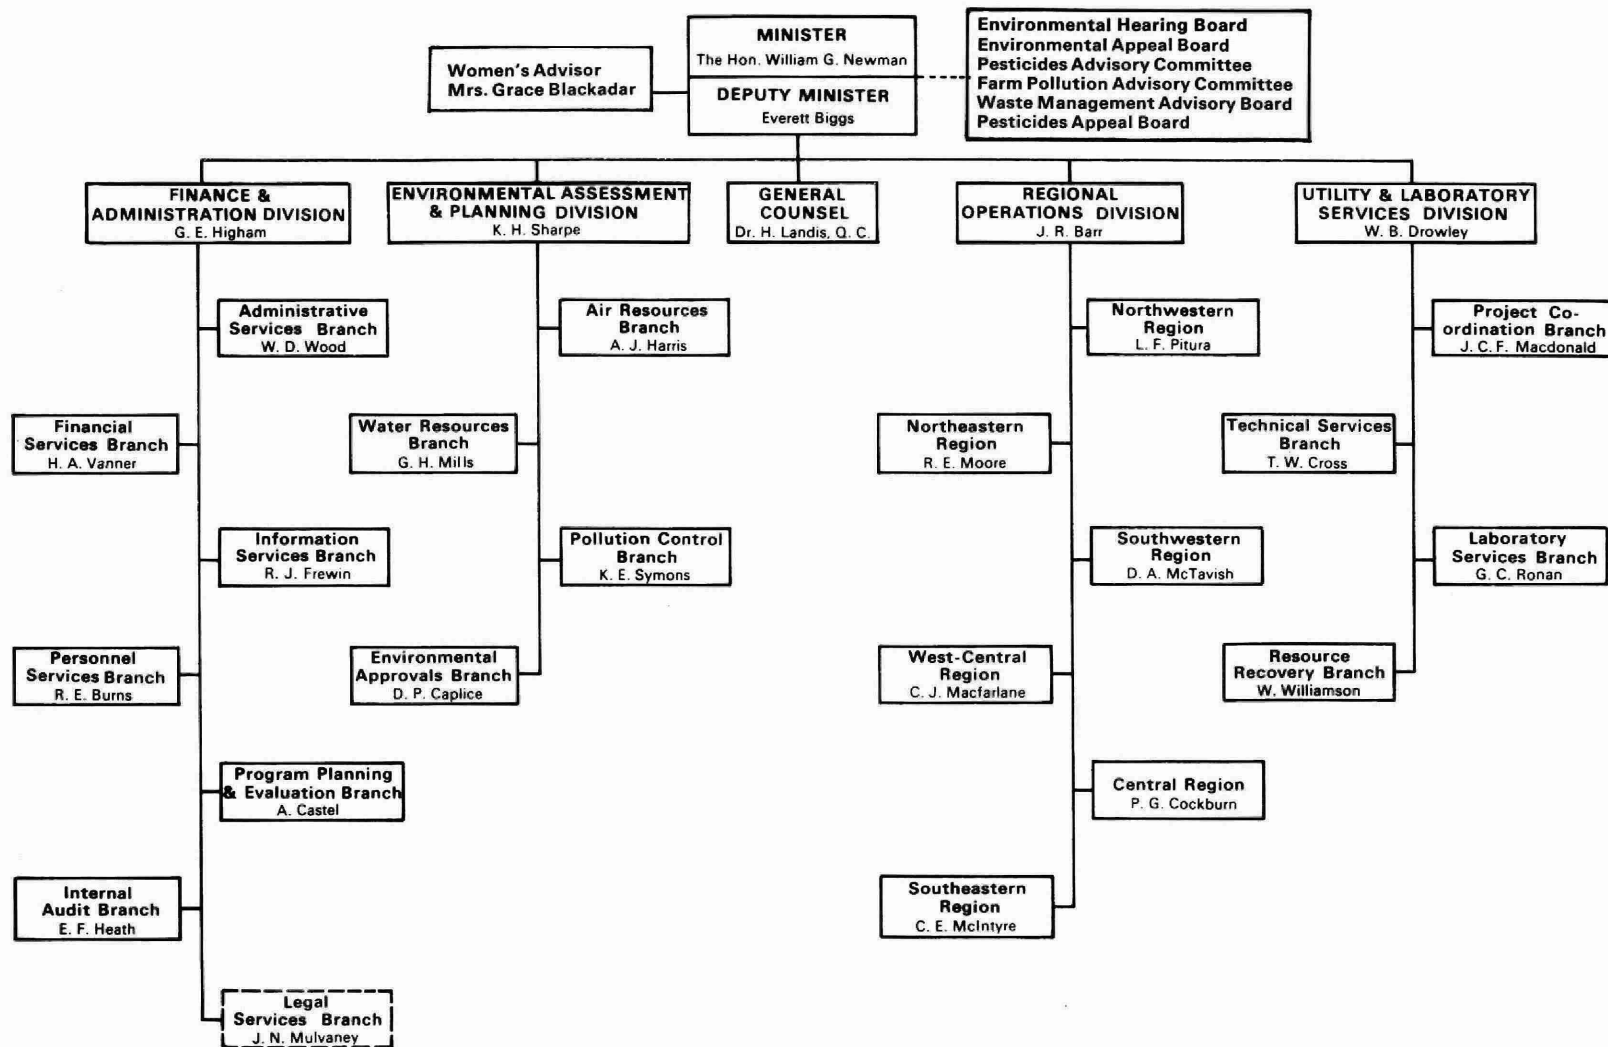 MINISTER
The Hon. William G. Newman
DEPUTY MINISTER
Everett Biggs
Women's Advisor
Mrs. Grace Blackadar
Environmental Hearing Board
Environmental Appeal Board
Pesticides Advisory Committee
Farm Pollution Advisory Committee
Waste Management Advisory Board
Pesticides Appeal Board
FINANCE &
ADMINISTRATION DIVISION
G. E. Higham
ENVIRONMENTAL ASSESSMENT
& PLANNING DIVISION
K. H. Sharpe
GENERAL
COUNSEL
Dr. H. Landis, Q. C.
REGIONAL
OPERATIONS DIVISION
J. R. Barr
UTILITY & LABORATORY
SERVICES DIVISION
W. B. Drowley
Administrative
Services Branch
W. D. Wood
Financial
Services Branch
H. A. Vanner
Information
Services Branch
R. J. Frewin
Personnel
Services Branch
R. E. Burns
Program Planning
& Evaluation Branch
A. Castel
Internal
Audit Branch
E. F. Heath
Legal
Services Branch
J. N. Mulvaney
Air Resources
Branch
A. J. Harris
Water Resources
Branch
G. H. Mills
Pollution Control
Branch
K. E. Symons
Environmental
Approvals Branch
D. P. Caplice
Northwestern
Region
L. F. Pitura
Northeastern
Region
R. E. Moore
Southwestern
Region
D. A. McTavish
West-Central
Region
C. J. Macfarlane
Central Region
P. G. Cockburn
Southeastern
Region
C. E. McIntyre
Project Co-
ordination Branch
J. C. F. Macdonald
Technical Services
Branch
T. W. Cross
Laboratory
Services Branch
G. C. Ronan
Resource
Recovery Branch
W. Williamson